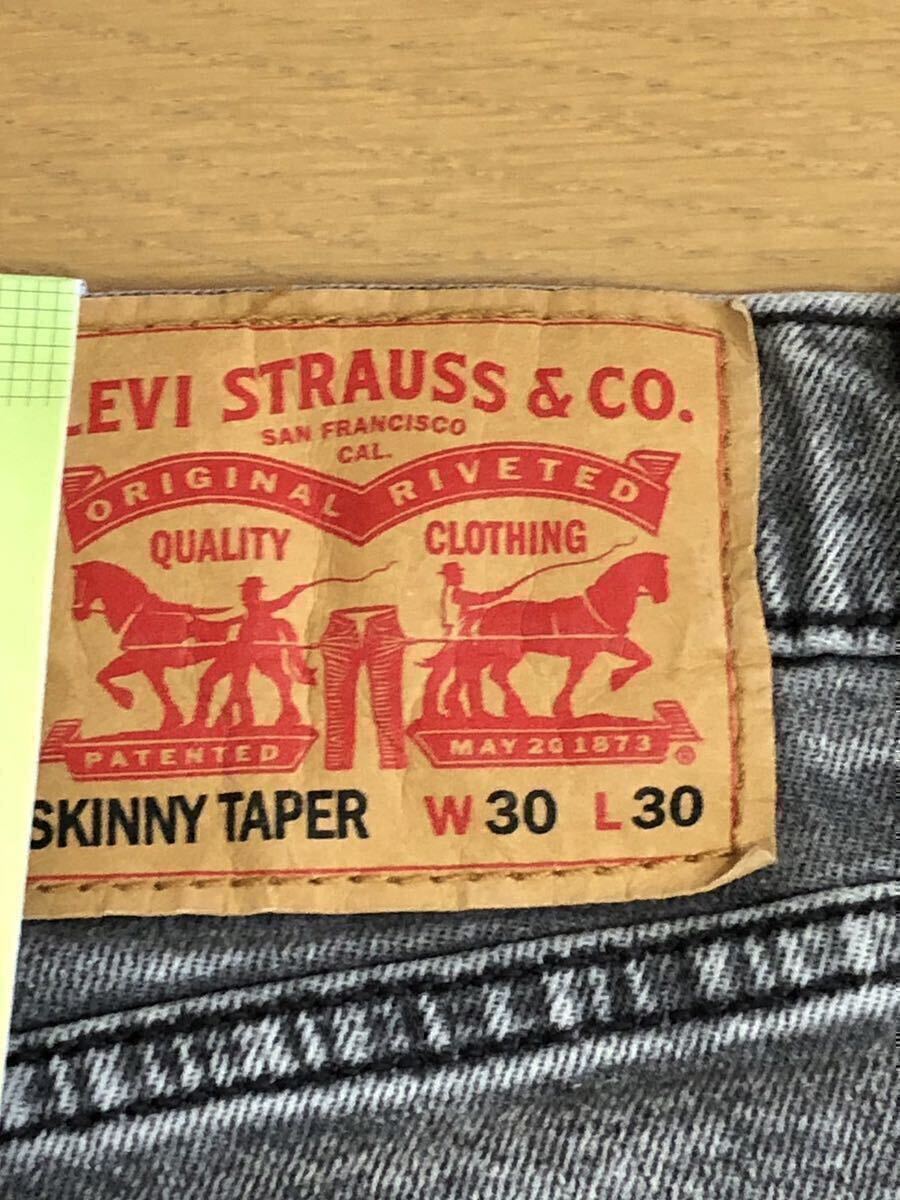 LEVI STRAUSS & CO.
SAN FRANCISCO
CAL.
ORIGINAL RIVETED
QUALITY CLOTHING
PATENTED MAY 20 1873
®
SKINNY TAPER W 30 L 30